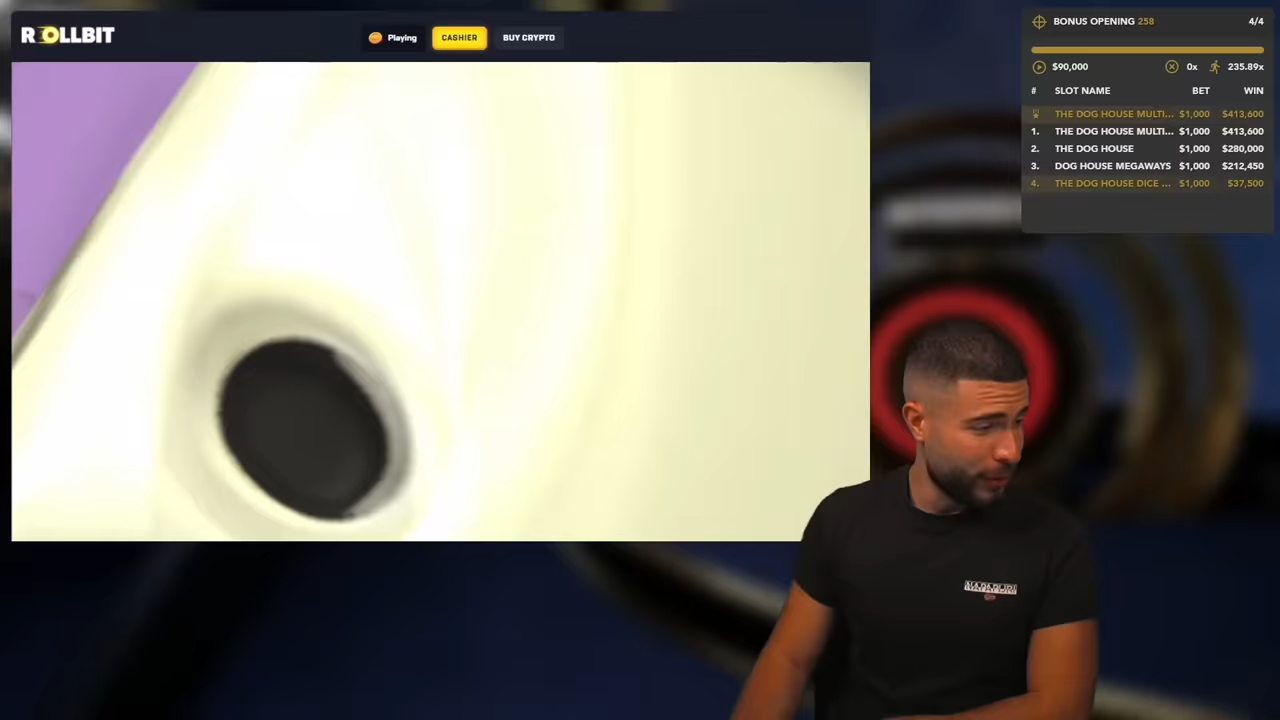 ROLLBIT
Playing
CASHIER
BUY CRYPTO
BONUS OPENING 258 4/4
$90,000 0x 235.89x
# SLOT NAME BET WIN
THE DOG HOUSE MULTI... $1,000 $413,600
1. THE DOG HOUSE MULTI... $1,000 $413,600
2. THE DOG HOUSE $1,000 $280,000
3. DOG HOUSE MEGAWAYS $1,000 $212,450
4. THE DOG HOUSE DICE ... $1,000 $37,500
NAPAPIJRI